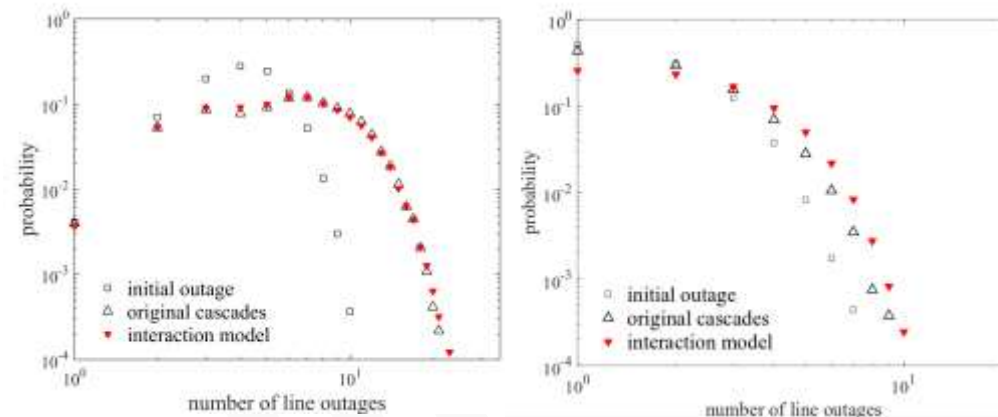 10^0
10^-1
10^-2
10^-3
10^-4
probability
initial outage
original cascades
interaction model
10^0
10^1
number of line outages
10^0
10^-1
10^-2
10^-3
10^-4
probability
initial outage
original cascades
interaction model
10^0
10^1
number of line outages